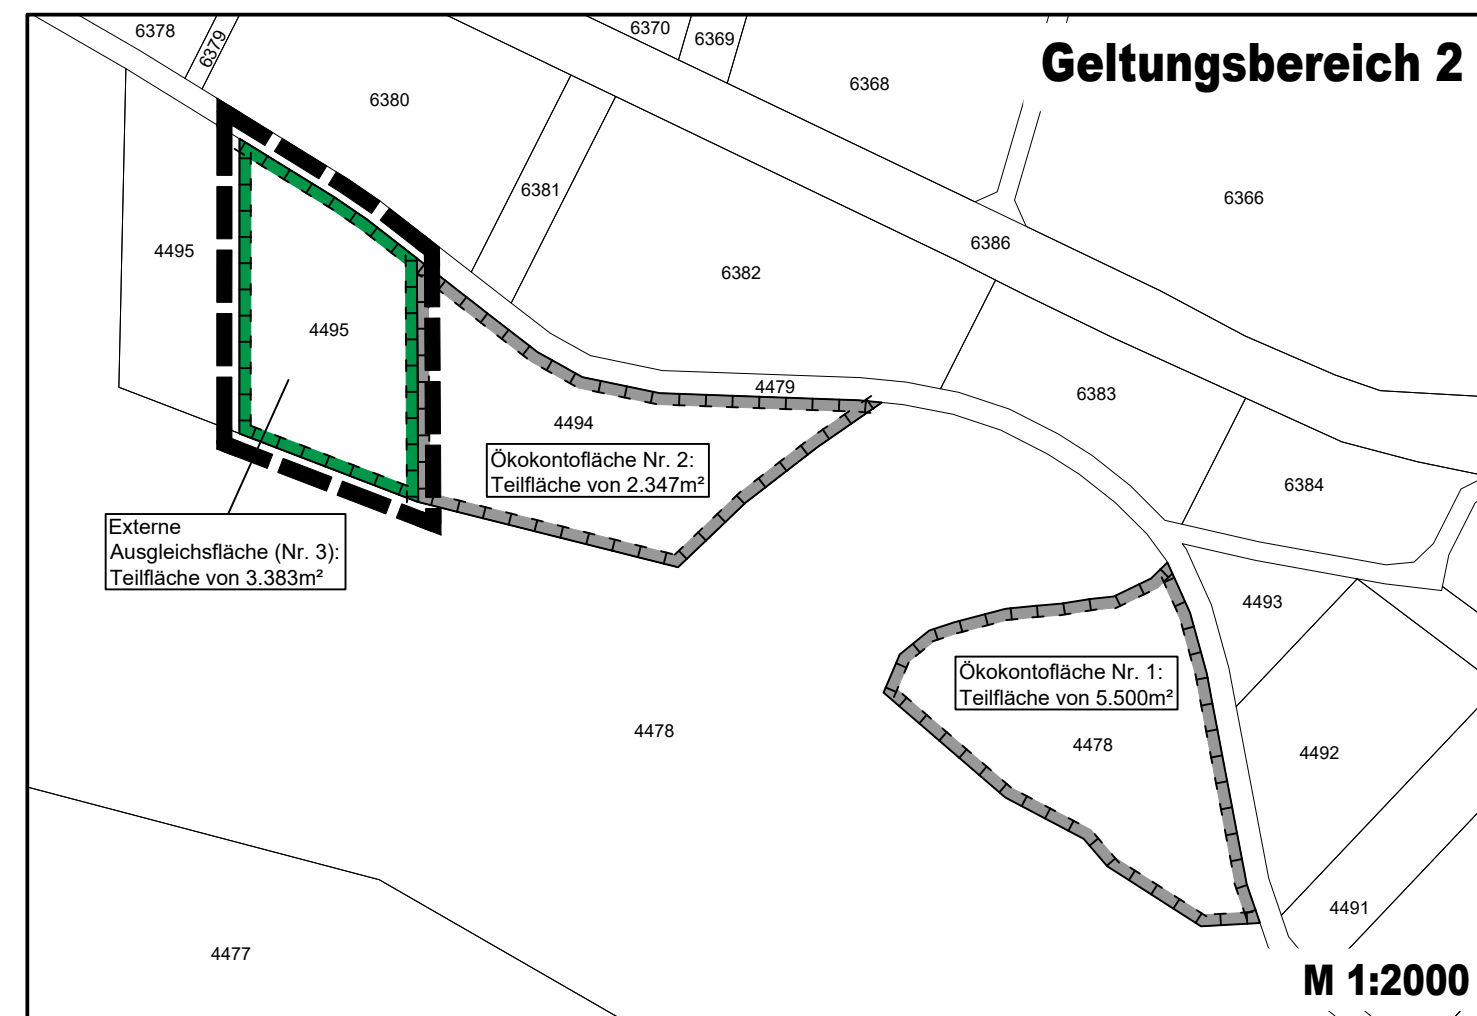 6378
6379
6370
6369
Geltungsbereich 2
6380
6368
6381
6366
4495
6386
6382
4495
4479
6383
4494
Ökokontofläche Nr. 2:
Teilfläche von 2.347m²
6384
Externe
Ausgleichsfläche (Nr. 3):
Teilfläche von 3.383m²
4493
Ökokontofläche Nr. 1:
Teilfläche von 5.500m²
4478
4478
4492
4491
4477
M 1:2000